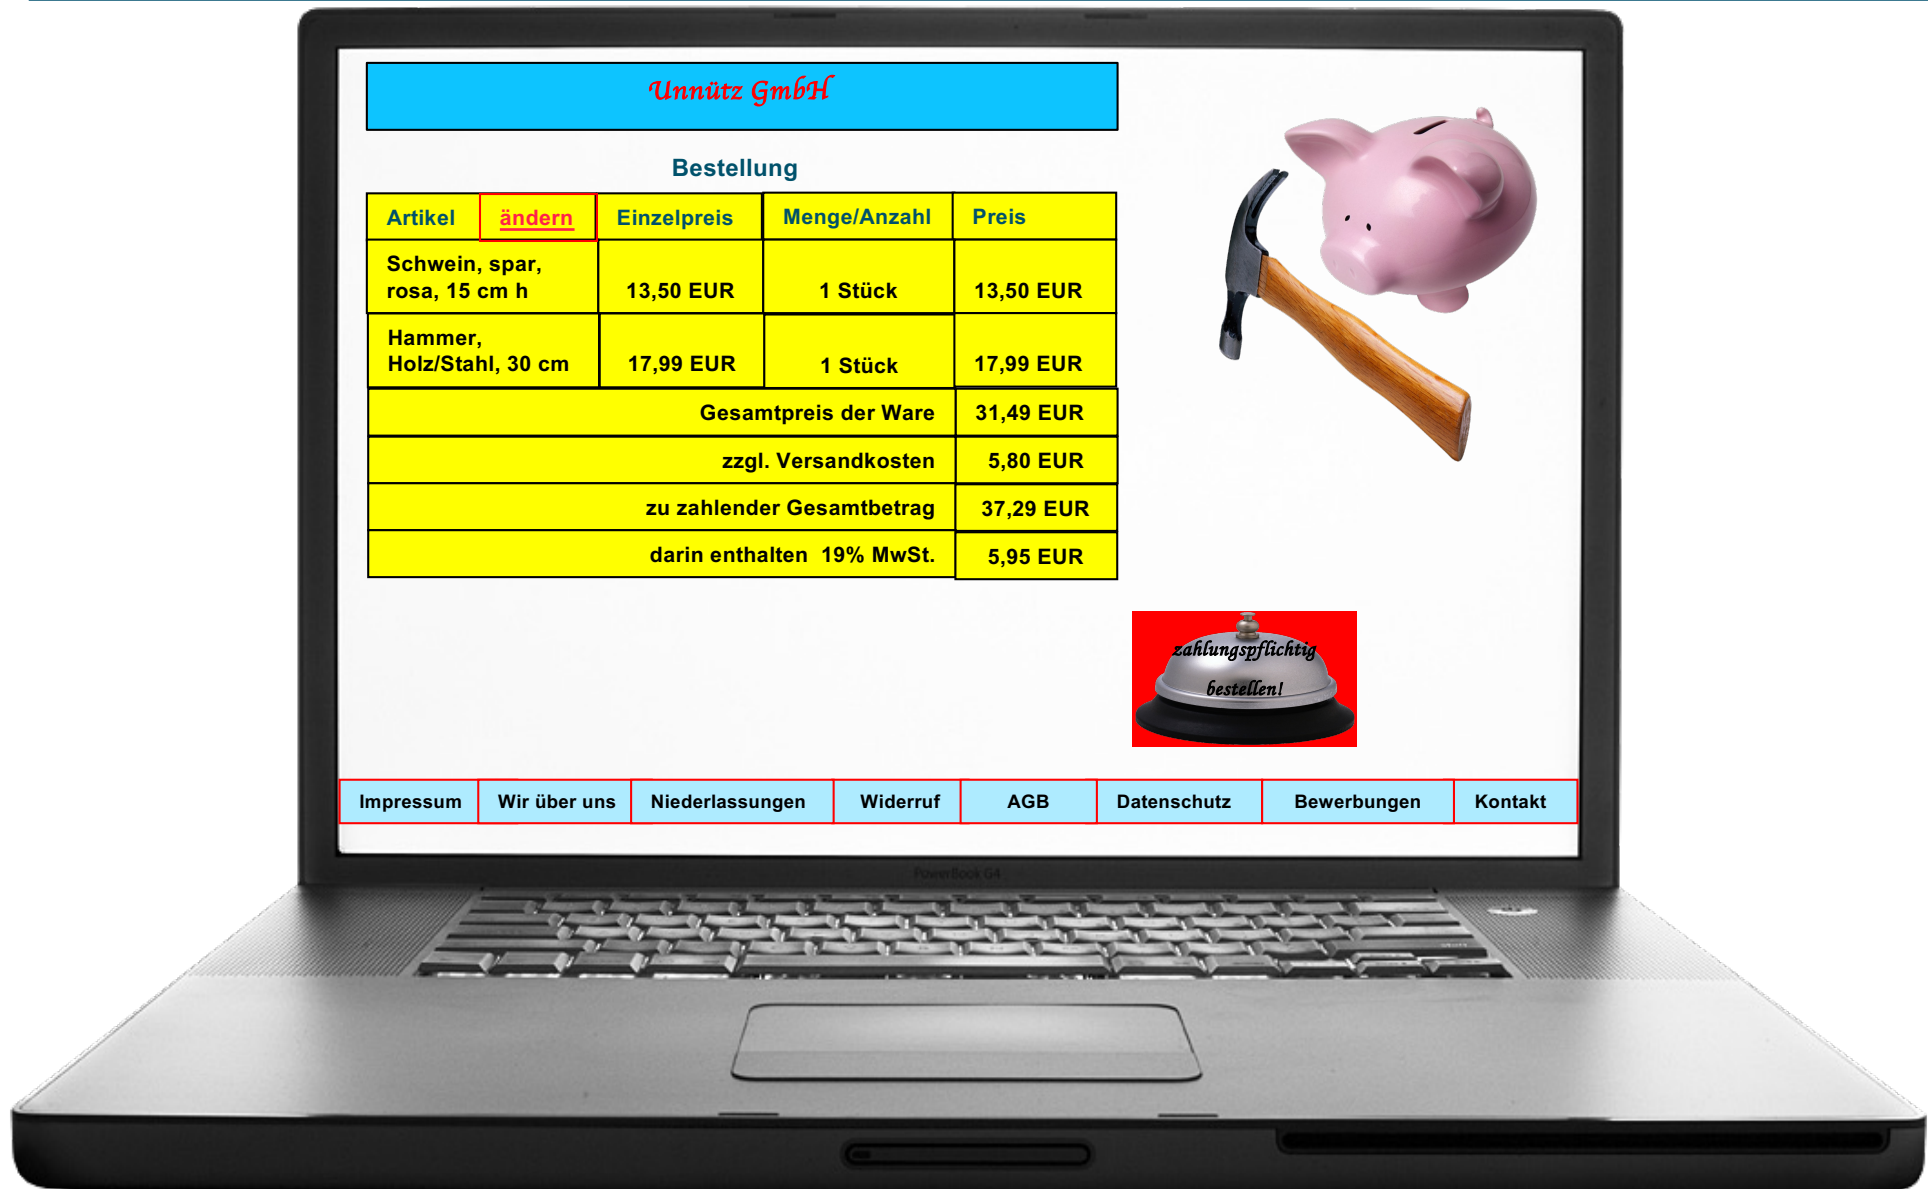 Unnütz GmbH
Bestellung
Artikel ändern Einzelpreis Menge/Anzahl Preis
Schwein, spar,
rosa, 15 cm h 13,50 EUR 1 Stück 13,50 EUR
Hammer,
Holz/Stahl, 30 cm 17,99 EUR 1 Stück 17,99 EUR
Gesamtpreis der Ware 31,49 EUR
zzgl. Versandkosten 5,80 EUR
zu zahlender Gesamtbetrag 37,29 EUR
darin enthalten 19% MwSt. 5,95 EUR
zahlungspflichtig
bestellen!
Impressum Wir über uns Niederlassungen Widerruf AGB Datenschutz Bewerbungen Kontakt
PowerBook G4